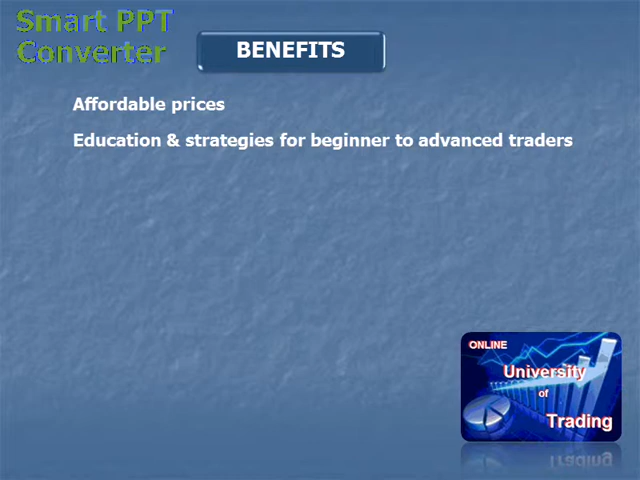 Smart PPT
Converter
BENEFITS
Affordable prices
Education & strategies for beginner to advanced traders
ONLINE
University
of
Trading